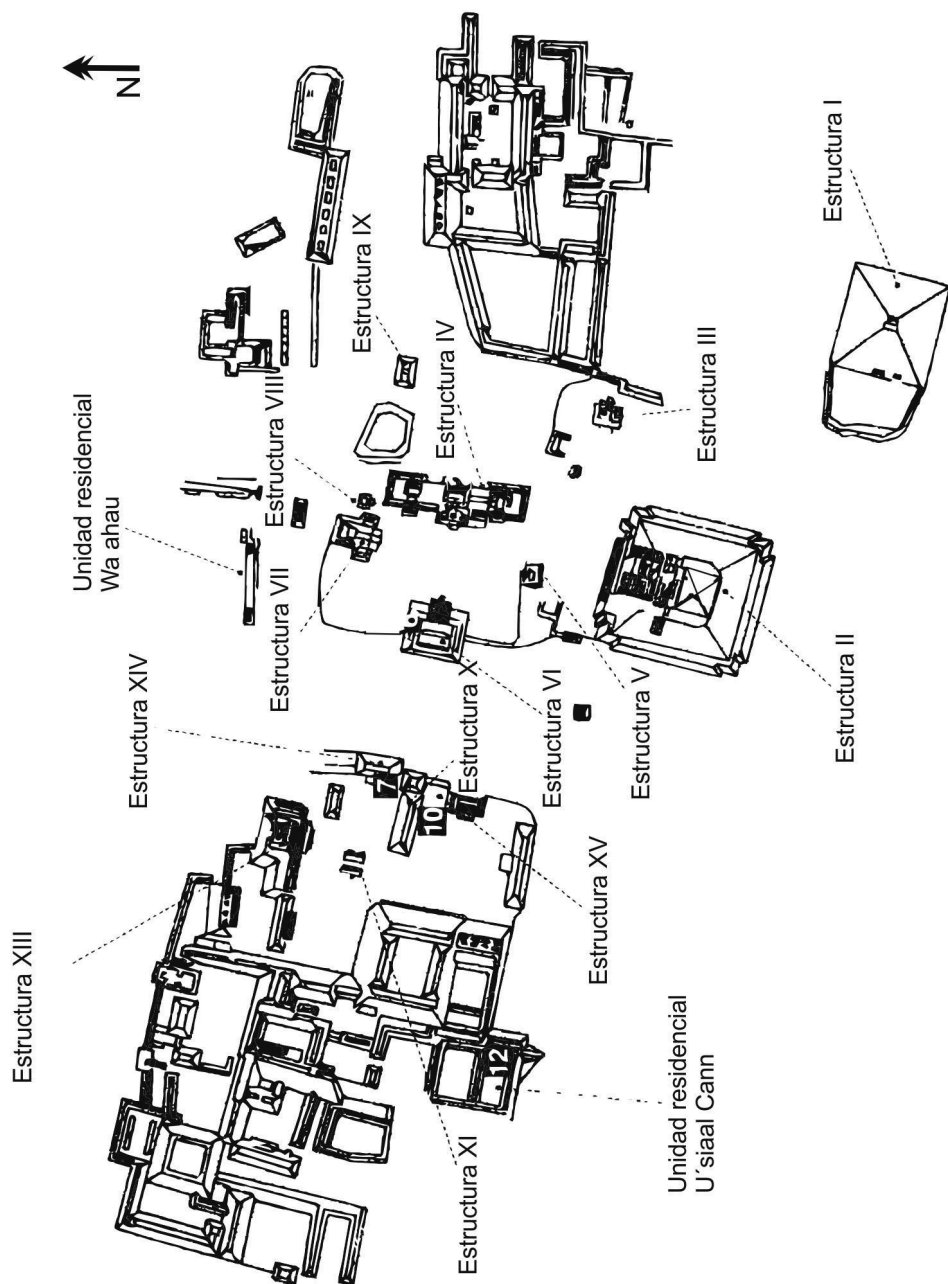 Estructura XIII
Unidad residencial
Wa ahau
N
Estructura XIV
Estructura VII
Estructura VIII
Estructura IX
7
10
Estructura IV
Estructura XI
Estructura X
12
Estructura VI
Estructura XV
Estructura V
Unidad residencial
U´siaal Cann
Estructura III
Estructura II
Estructura I